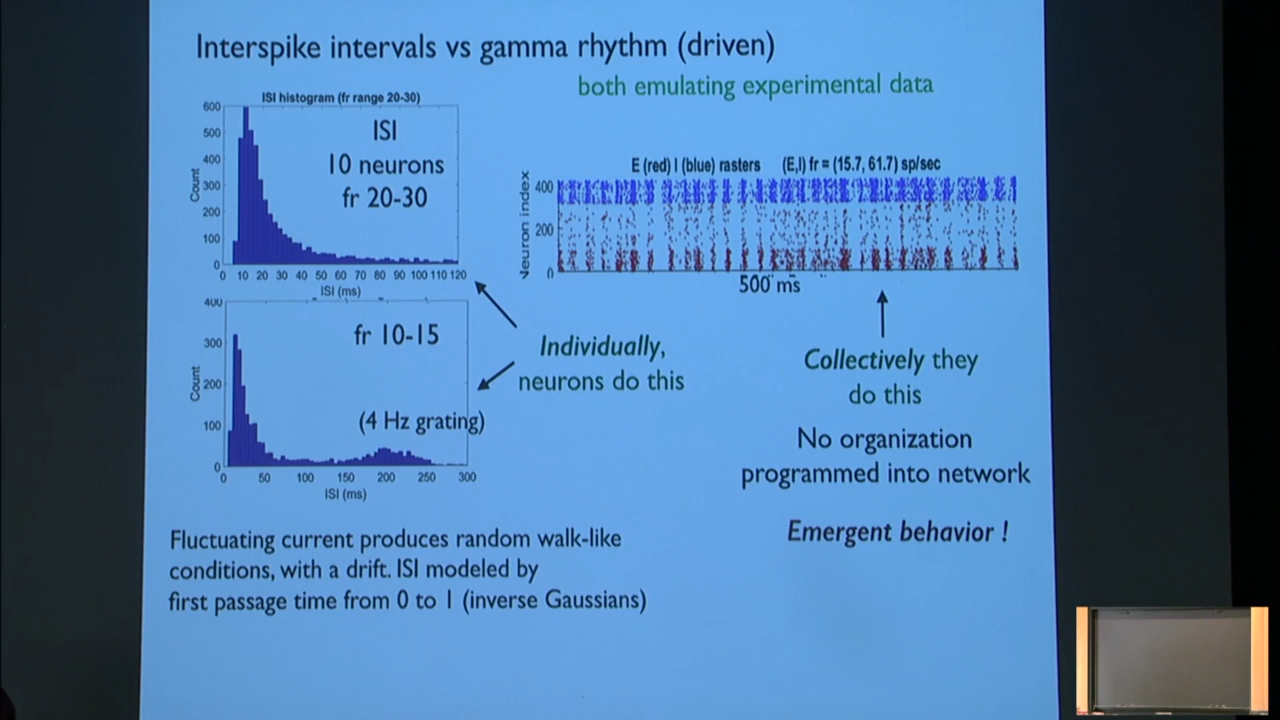 Interspike intervals vs gamma rhythm (driven)
both emulating experimental data
ISI histogram (fr range 20-30)
600
500
400
300
200
100
0
Count
ISI
10 neurons
fr 20-30
0 10 20 30 40 50 60 70 80 90 100 110 120
ISI (ms)
400
300
200
100
0
Count
fr 10-15
(4 Hz grating)
0 50 100 150 200 250 300
ISI (ms)
Individually,
neurons do this
E (red) I (blue) rasters (E,I) fr = (15.7, 61.7) sp/sec
Neuron index
400
200
0
500 ms
Collectively they
do this
No organization
programmed into network
Emergent behavior !
Fluctuating current produces random walk-like
conditions, with a drift. ISI modeled by
first passage time from 0 to 1 (inverse Gaussians)